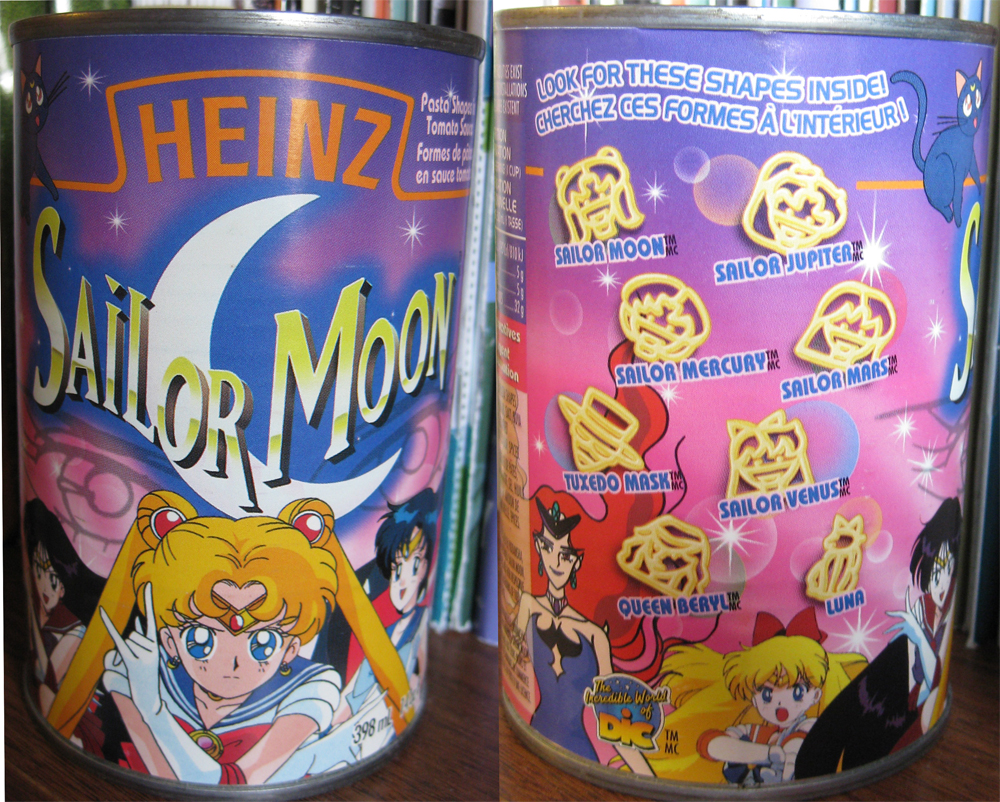 HEINZ
Pasta Shapes
Tomato Sauce
Formes de
en sauce
SAILOR MOON
398 mL
LOOK FOR THESE SHAPES INSIDE!
CHERCHEZ CES FORMES À L'INTÉRIEUR!
SAILOR MOON TM MC
SAILOR JUPITER TM MC
SAILOR MERCURY TM MC
SAILOR MARS TM MC
TUXEDO MASK TM MC
SAILOR VENUS TM MC
QUEEN BERYL TM MC
LUNA
The
Incredible World
of
DiC TM MC